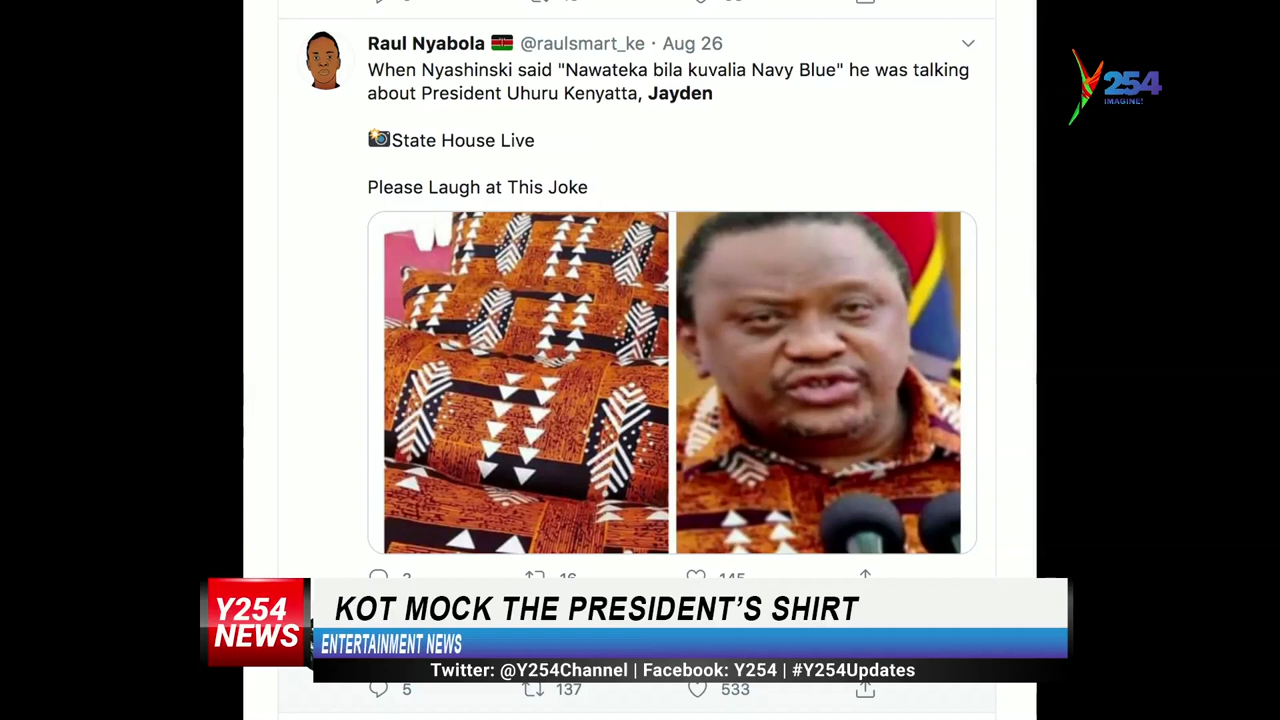 Raul Nyabola @raulsmart_ke · Aug 26
When Nyashinski said "Nawateka bila kuvalia Navy Blue" he was talking
about President Uhuru Kenyatta, Jayden
State House Live
Please Laugh at This Joke
Y254
IMAGINE!
145
Y254
NEWS
KOT MOCK THE PRESIDENT'S SHIRT
ENTERTAINMENT NEWS
Twitter: @Y254Channel | Facebook: Y254 | #Y254Updates
5 137 533